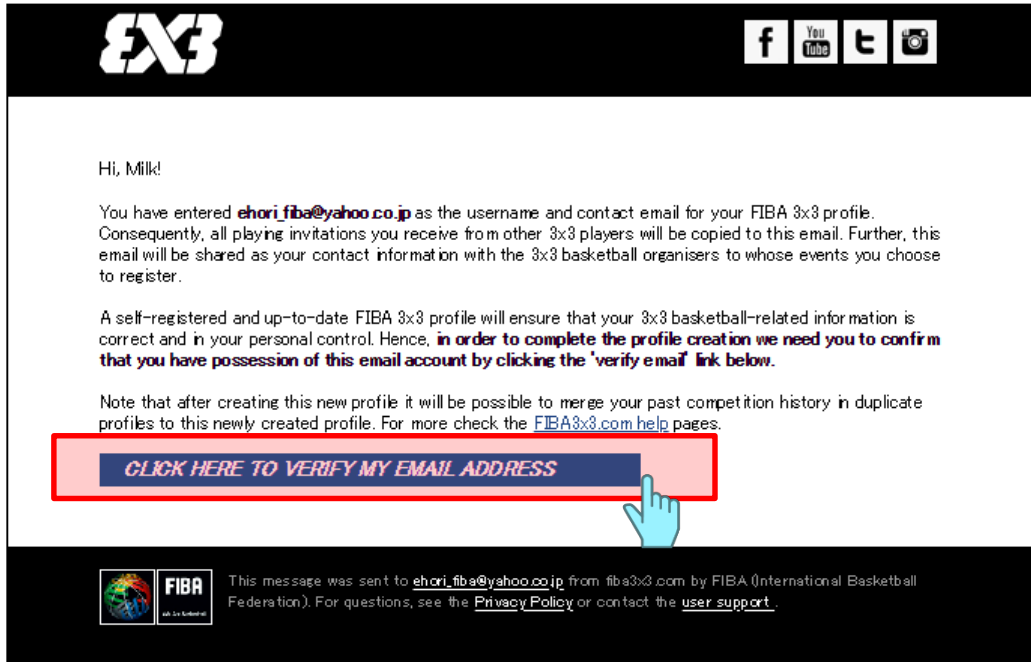 3X3
f You Tube t
Hi, Milk!
You have entered ehori_fiba@yahoo.co.jp as the username and contact email for your FIBA 3x3 profile.
Consequently, all playing invitations you receive from other 3x3 players will be copied to this email. Further, this
email will be shared as your contact information with the 3x3 basketball organisers to whose events you choose
to register.
A self-registered and up-to-date FIBA 3x3 profile will ensure that your 3x3 basketball-related information is
correct and in your personal control. Hence, in order to complete the profile creation we need you to confirm
that you have possession of this email account by clicking the 'verify email' link below.
Note that after creating this new profile it will be possible to merge your past competition history in duplicate
profiles to this newly created profile. For more check the FIBA3x3.com help pages.
CLICK HERE TO VERIFY MY EMAIL ADDRESS
FIBA
This message was sent to ehori_fiba@yahoo.co.jp from fiba3x3.com by FIBA (International Basketball
Federation). For questions, see the Privacy Policy or contact the user support .